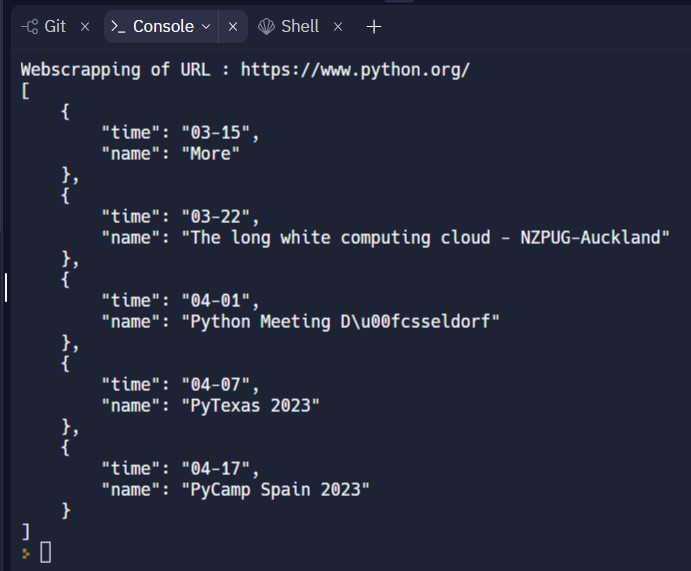 Git × >_ Console × Shell × +
Webscrapping of URL : https://www.python.org/
[
    {
        "time": "03-15",
        "name": "More"
    },
    {
        "time": "03-22",
        "name": "The long white computing cloud - NZPUG-Auckland"
    },
    {
        "time": "04-01",
        "name": "Python Meeting D\u00fcsseldorf"
    },
    {
        "time": "04-07",
        "name": "PyTexas 2023"
    },
    {
        "time": "04-17",
        "name": "PyCamp Spain 2023"
    }
]